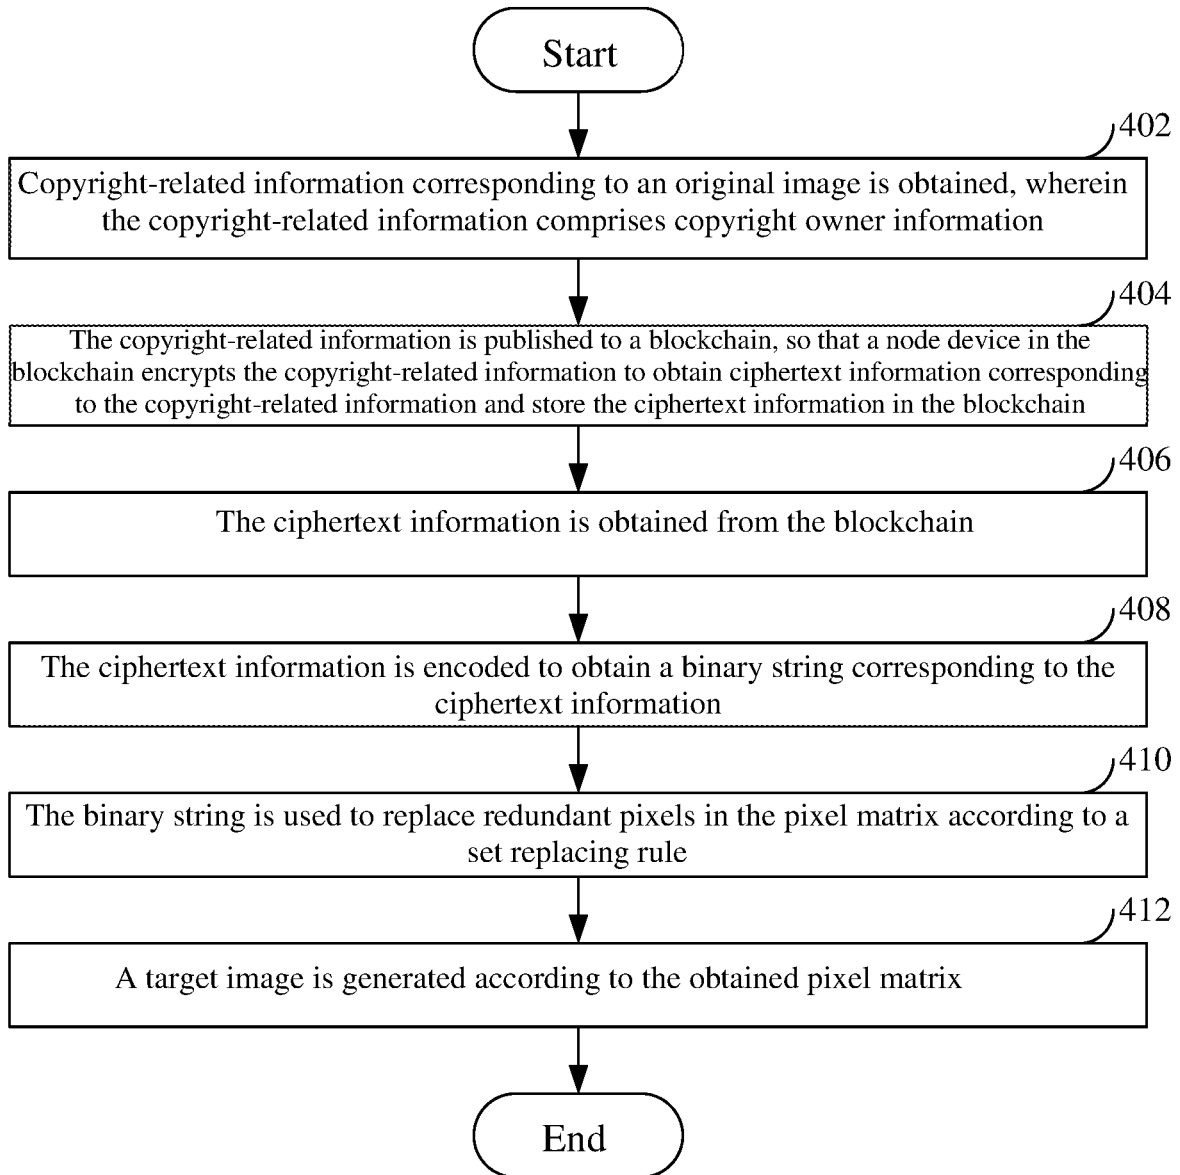 Start
402
Copyright-related information corresponding to an original image is obtained, wherein
the copyright-related information comprises copyright owner information
404
The copyright-related information is published to a blockchain, so that a node device in the
blockchain encrypts the copyright-related information to obtain ciphertext information corresponding
to the copyright-related information and store the ciphertext information in the blockchain
406
The ciphertext information is obtained from the blockchain
408
The ciphertext information is encoded to obtain a binary string corresponding to the
ciphertext information
410
The binary string is used to replace redundant pixels in the pixel matrix according to a
set replacing rule
412
A target image is generated according to the obtained pixel matrix
End